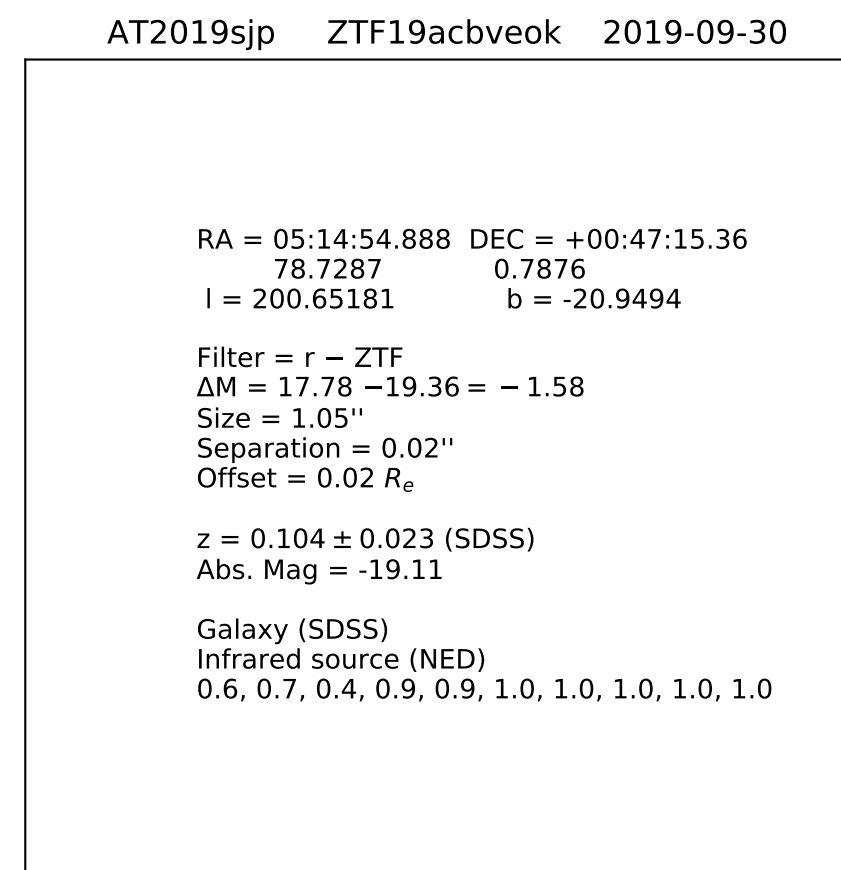 AT2019sjp ZTF19acbveok 2019-09-30
RA = 05:14:54.888 DEC = +00:47:15.36
78.7287 0.7876
l = 200.65181 b = -20.9494
Filter = r − ZTF
ΔM = 17.78 −19.36 = − 1.58
Size = 1.05''
Separation = 0.02''
Offset = 0.02 Rₑ
z = 0.104 ± 0.023 (SDSS)
Abs. Mag = -19.11
Galaxy (SDSS)
Infrared source (NED)
0.6, 0.7, 0.4, 0.9, 0.9, 1.0, 1.0, 1.0, 1.0, 1.0